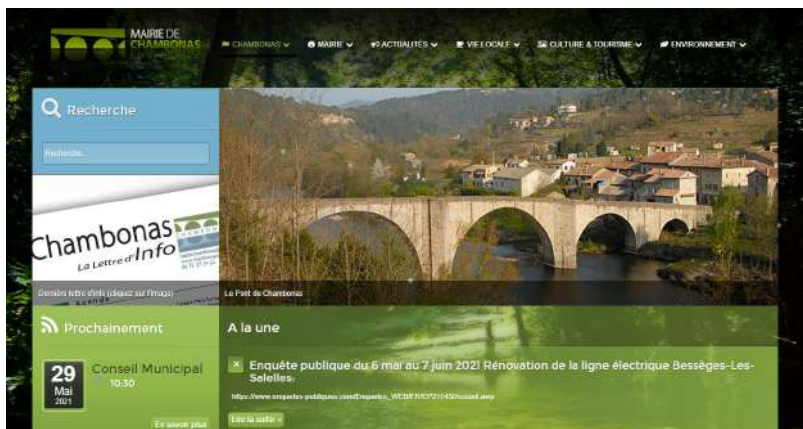 MAIRIE DE
CHAMBONAS
CHAMBONAS
MAIRIE
ACTUALITÉS
VIE LOCALE
CULTURE & TOURISME
ENVIRONNEMENT
Recherche
Recherche...
Chambonas
La Lettre d'Info
Dernière lettre d'info (cliquez sur l'image)
Le Pont de Chambonas
Prochainement
29
Mai
2021
Conseil Municipal
10:30
En savoir plus
A la une
Enquête publique du 6 mai au 7 juin 2021 Rénovation de la ligne électrique Bessèges-Les-
Salelles:
Lire la suite »